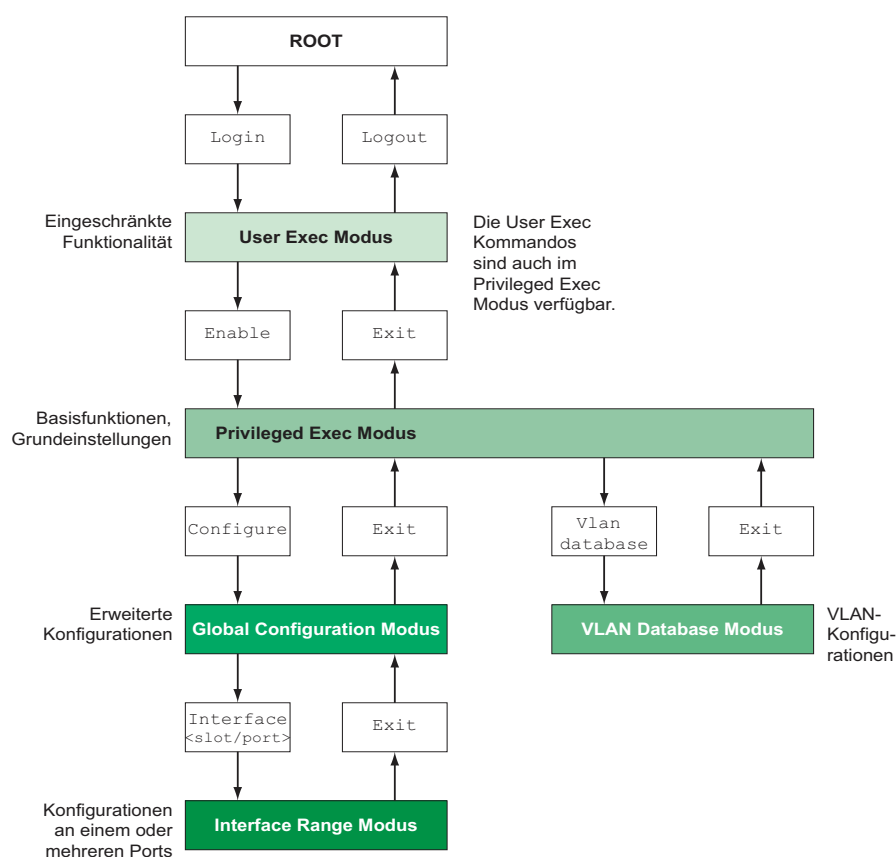 ROOT
Login
Logout
Eingeschränkte
Funktionalität
User Exec Modus
Die User Exec
Kommandos
sind auch im
Privileged Exec
Modus verfügbar.
Enable
Exit
Basisfunktionen,
Grundeinstellungen
Privileged Exec Modus
Configure
Exit
Vlan
database
Exit
Erweiterte
Konfigurationen
Global Configuration Modus
VLAN Database Modus
VLAN-
Konfigu-
rationen
Interface
<slot/port>
Exit
Konfigurationen
an einem oder
mehreren Ports
Interface Range Modus